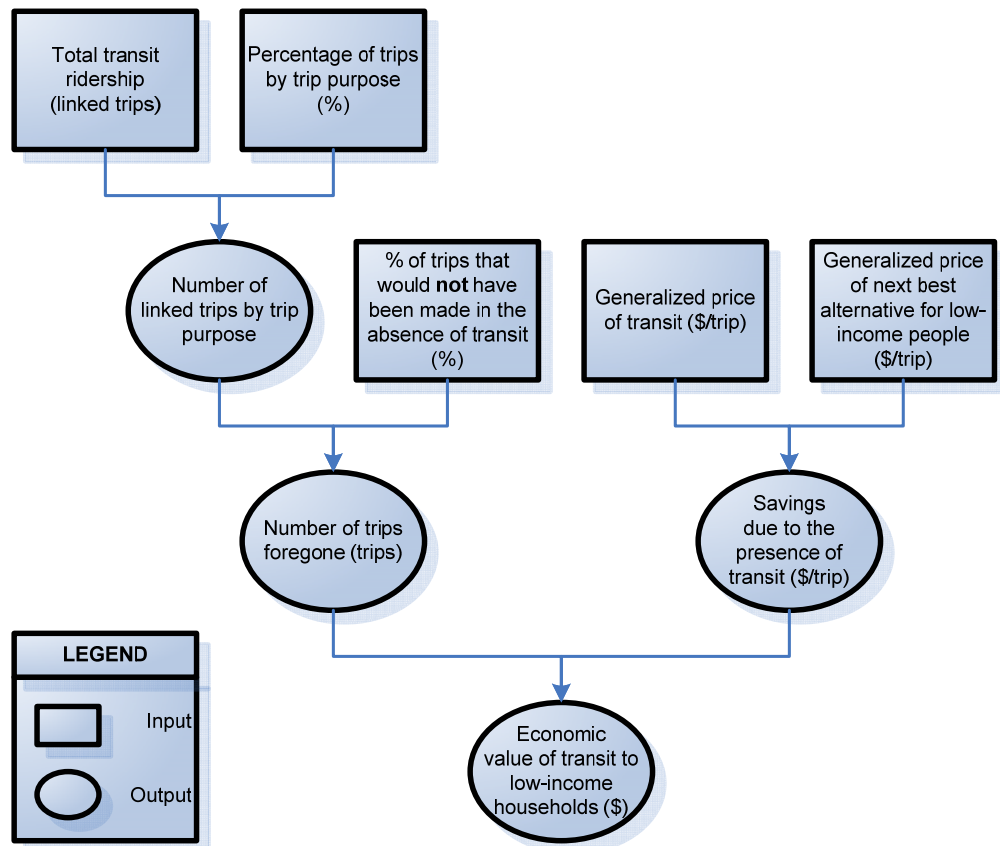 Total transit
ridership
(linked trips)
Percentage of trips
by trip purpose
(%)
Number of
linked trips by trip
purpose
% of trips that
would not have
been made in the
absence of transit
(%)
Generalized price
of transit ($/trip)
Generalized price
of next best
alternative for low-
income people
($/trip)
Number of trips
foregone (trips)
Savings
due to the
presence of
transit ($/trip)
LEGEND
Input
Output
Economic
value of transit to
low-income
households ($)